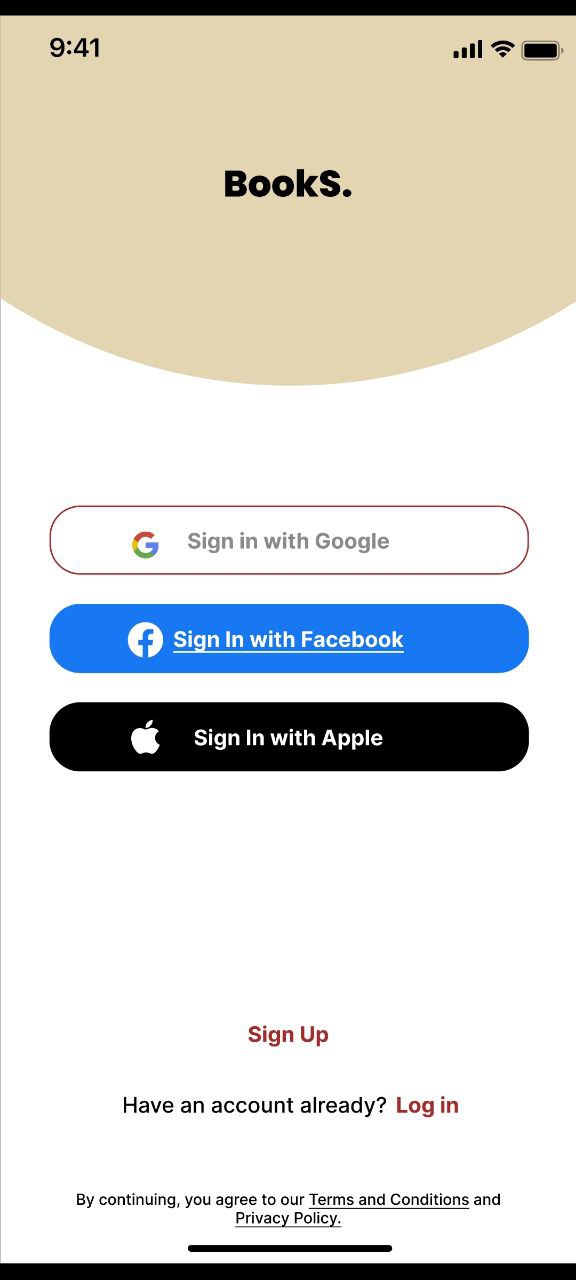 9:41
BookS.
Sign in with Google
Sign In with Facebook
Sign In with Apple
Sign Up
Have an account already? Log in
By continuing, you agree to our Terms and Conditions and
Privacy Policy.